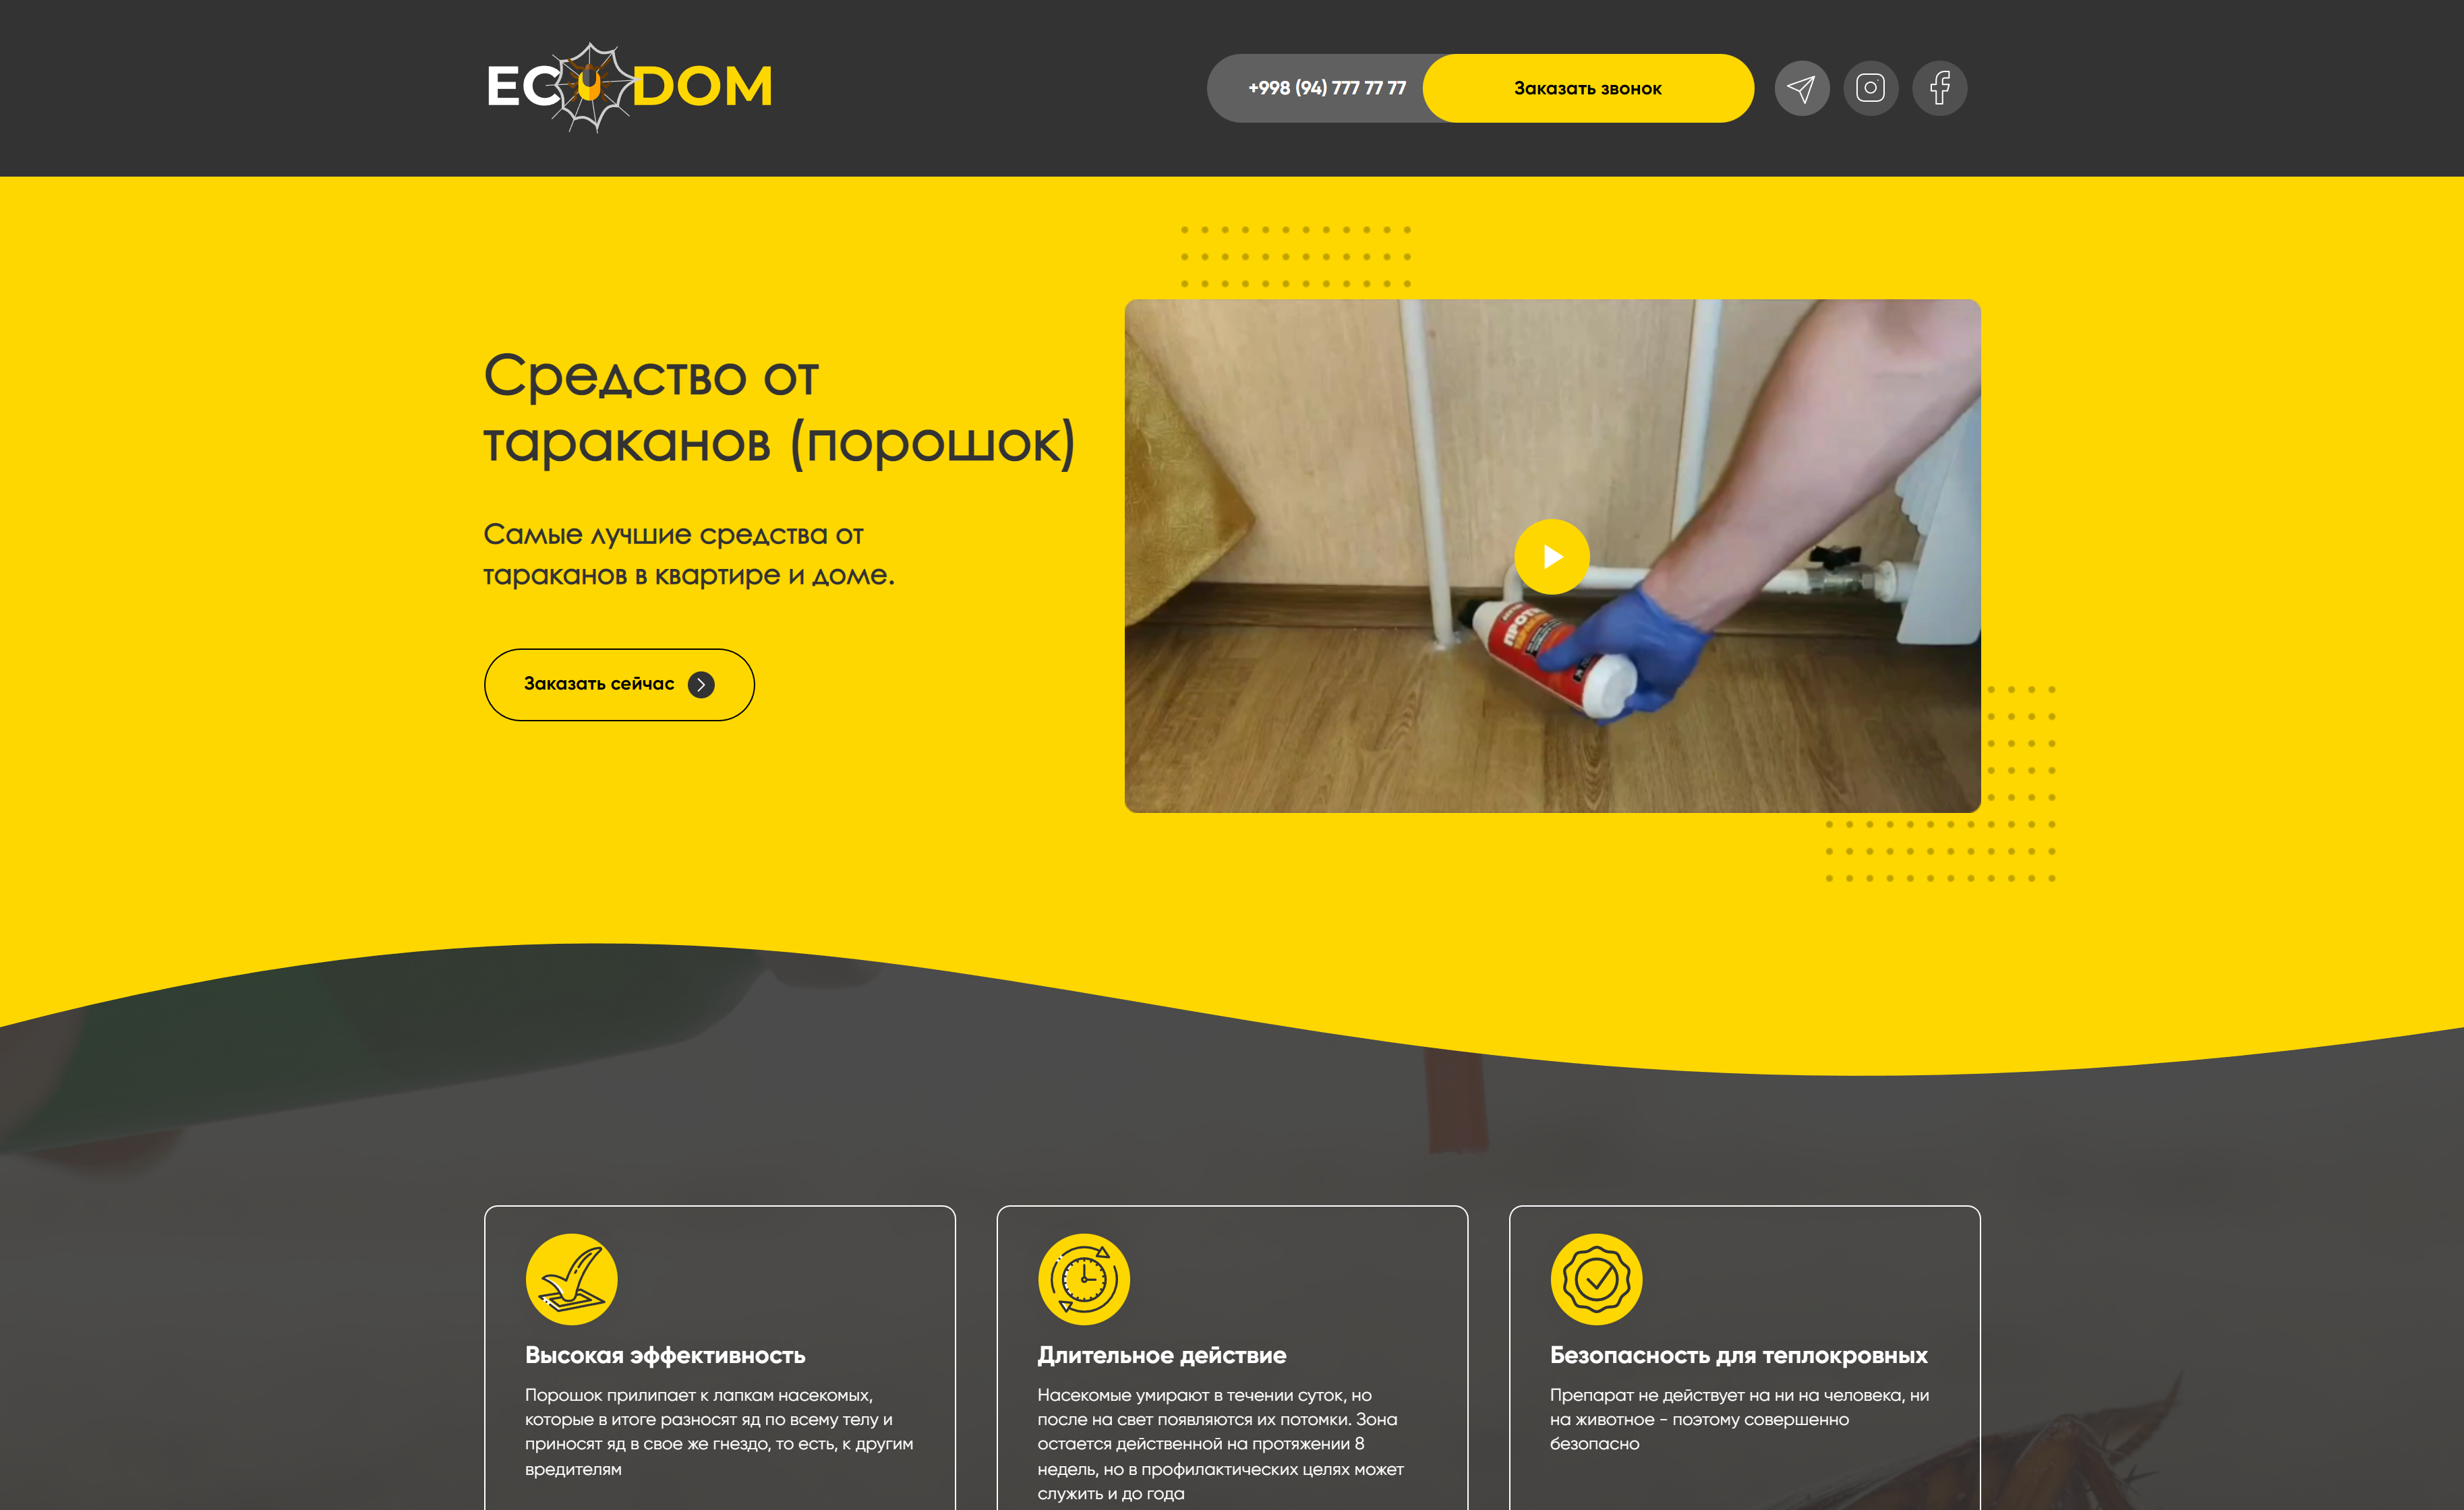 ECODOM
+998 (94) 777 77 77
Заказать звонок
Средство от
тараканов (порошок)
Самые лучшие средства от
тараканов в квартире и доме.
Заказать сейчас
Высокая эффективность
Порошок прилипает к лапкам насекомых,
которые в итоге разносят яд по всему телу и
приносят яд в свое же гнездо, то есть, к другим
вредителям
Длительное действие
Насекомые умирают в течении суток, но
после на свет появляются их потомки. Зона
остается действенной на протяжении 8
недель, но в профилактических целях может
служить и до года
Безопасность для теплокровных
Препарат не действует на ни на человека, ни
на животное - поэтому совершенно
безопасно